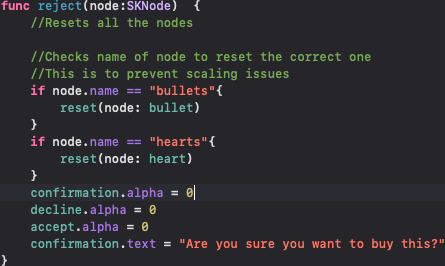 func reject(node:SKNode)  {
    //Resets all the nodes
    //Checks name of node to reset the correct one
    //This is to prevent scaling issues
    if node.name == "bullets"{
        reset(node: bullet)
    }
    if node.name == "hearts"{
        reset(node: heart)
    }
    confirmation.alpha = 0
    decline.alpha = 0
    accept.alpha = 0
    confirmation.text = "Are you sure you want to buy this?"
}